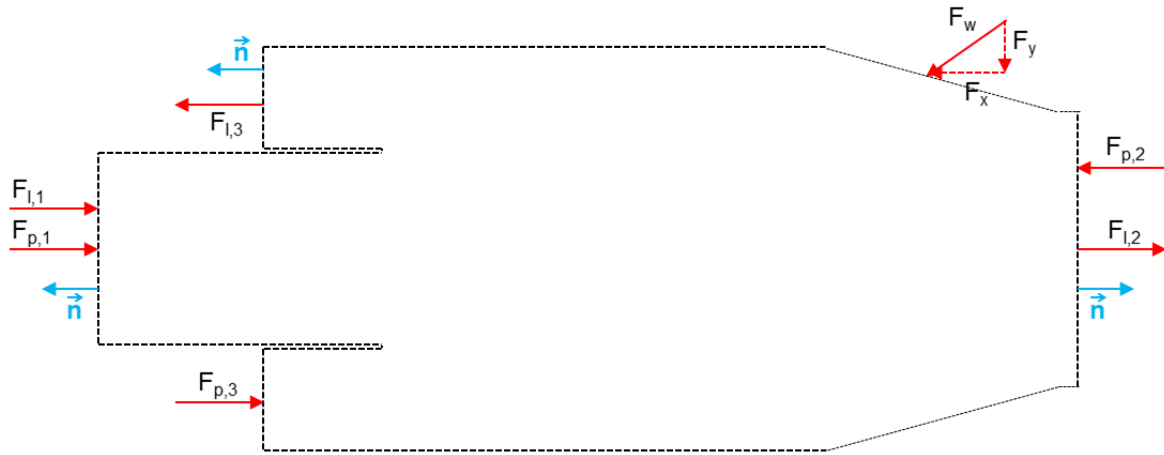 F_w
F_y
F_x
n⃗
F_l,3
F_l,1
F_p,1
n⃗
F_p,3
F_p,2
F_l,2
n⃗